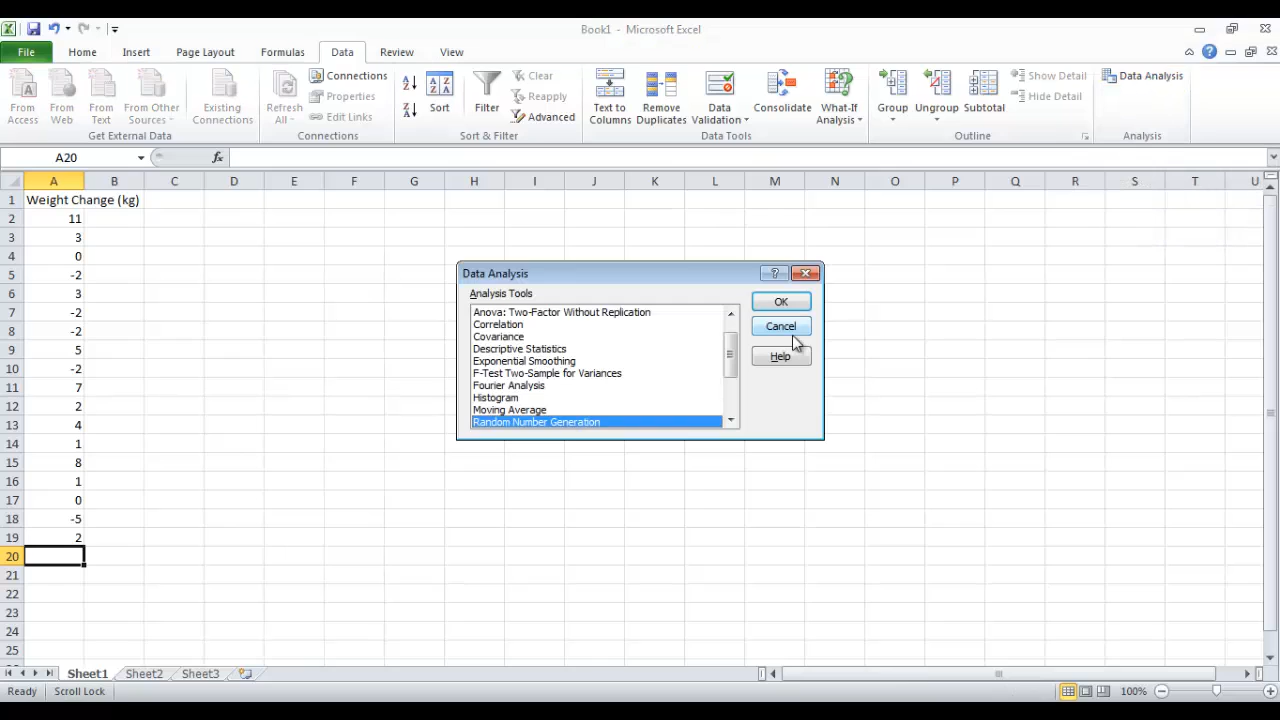 Book1 - Microsoft Excel
File Home Insert Page Layout Formulas Data Review View
From Access
From Web
From Text
From Other Sources
Existing Connections
Get External Data
Refresh All
Connections
Properties
Edit Links
Connections
Sort
Filter
Clear
Reapply
Advanced
Sort & Filter
Text to Columns
Remove Duplicates
Data Validation
Consolidate
What-If Analysis
Data Tools
Group
Ungroup
Subtotal
Show Detail
Hide Detail
Outline
Data Analysis
Analysis
A20 fx
A B C D E F G H I J K L M N O P Q R S T U
1 Weight Change (kg)
2 11
3 3
4 0
5 -2
6 3
7 -2
8 -2
9 5
10 -2
11 7
12 2
13 4
14 1
15 8
16 1
17 0
18 -5
19 2
20
21
22
23
24
25
Data Analysis
Analysis Tools
Anova: Two-Factor Without Replication
Correlation
Covariance
Descriptive Statistics
Exponential Smoothing
F-Test Two-Sample for Variances
Fourier Analysis
Histogram
Moving Average
Random Number Generation
OK
Cancel
Help
Sheet1 Sheet2 Sheet3
Ready Scroll Lock 100%